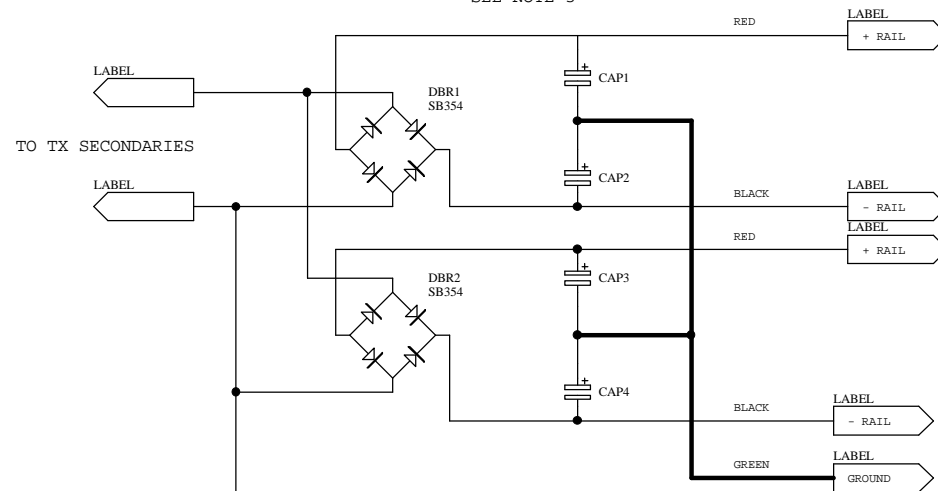 RED
LABEL
+ RAIL
LABEL
+
CAP1
DBR1
SB354
TO TX SECONDARIES
+
CAP2
LABEL
BLACK
LABEL
- RAIL
RED
LABEL
+ RAIL
DBR2
SB354
+
CAP3
+
CAP4
BLACK
LABEL
- RAIL
GREEN
LABEL
GROUND